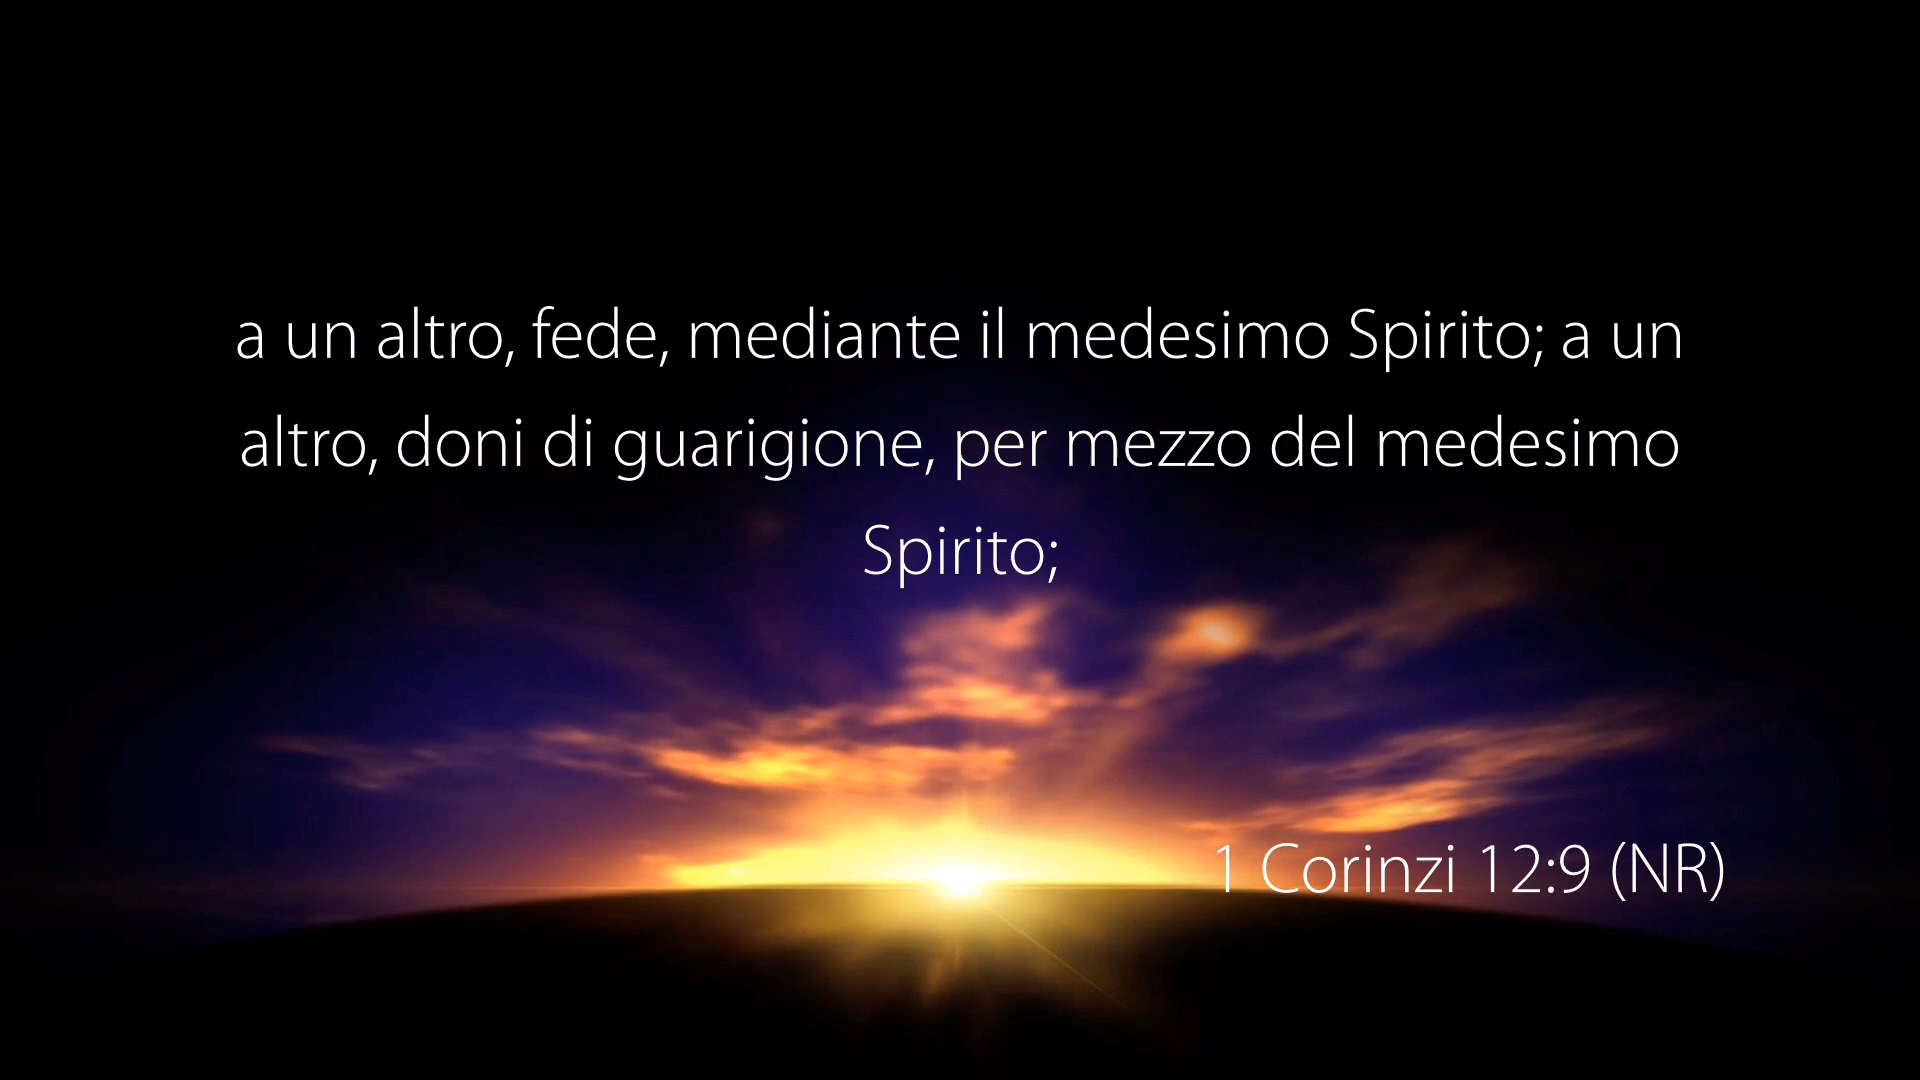 a un altro, fede, mediante il medesimo Spirito; a un
altro, doni di guarigione, per mezzo del medesimo
Spirito;
1 Corinzi 12:9 (NR)